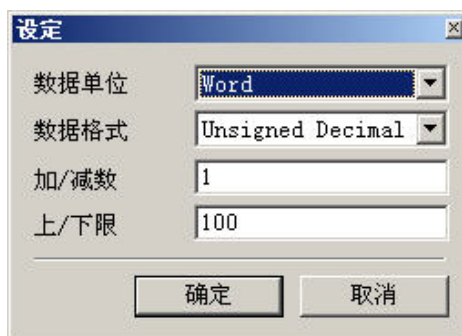 设定
数据单位 Word
数据格式 Unsigned Decimal
加/减数 1
上/下限 100
确定 取消